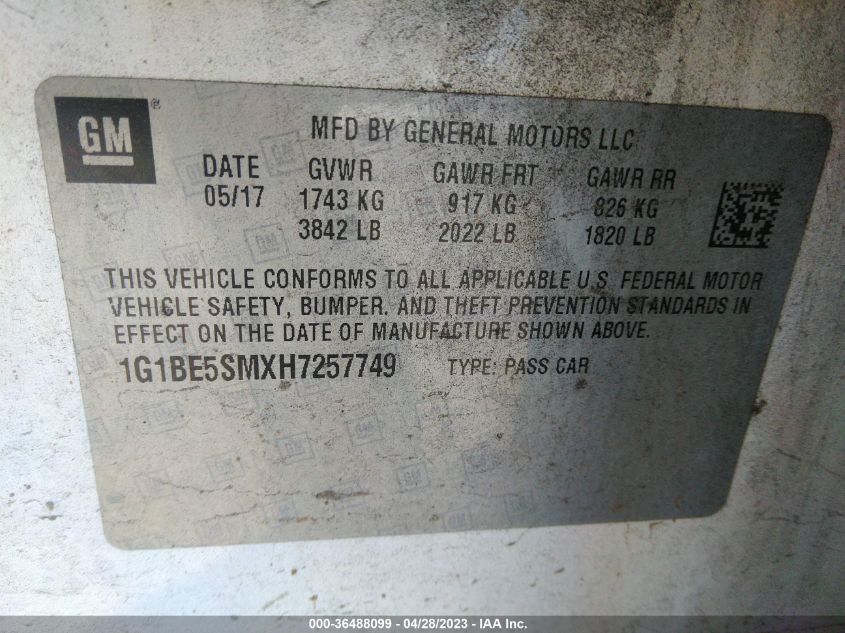 GM®
MFD BY GENERAL MOTORS LLC
DATE GVWR GAWR FRT GAWR RR
05/17 1743 KG 917 KG 826 KG
3842 LB 2022 LB 1820 LB
THIS VEHICLE CONFORMS TO ALL APPLICABLE U.S. FEDERAL MOTOR
VEHICLE SAFETY, BUMPER. AND THEFT PREVENTION STANDARDS IN
EFFECT ON THE DATE OF MANUFACTURE SHOWN ABOVE.
1G1BE5SMXH7257749 TYPE: PASS CAR
000-36488099 - 04/28/2023 - IAA Inc.